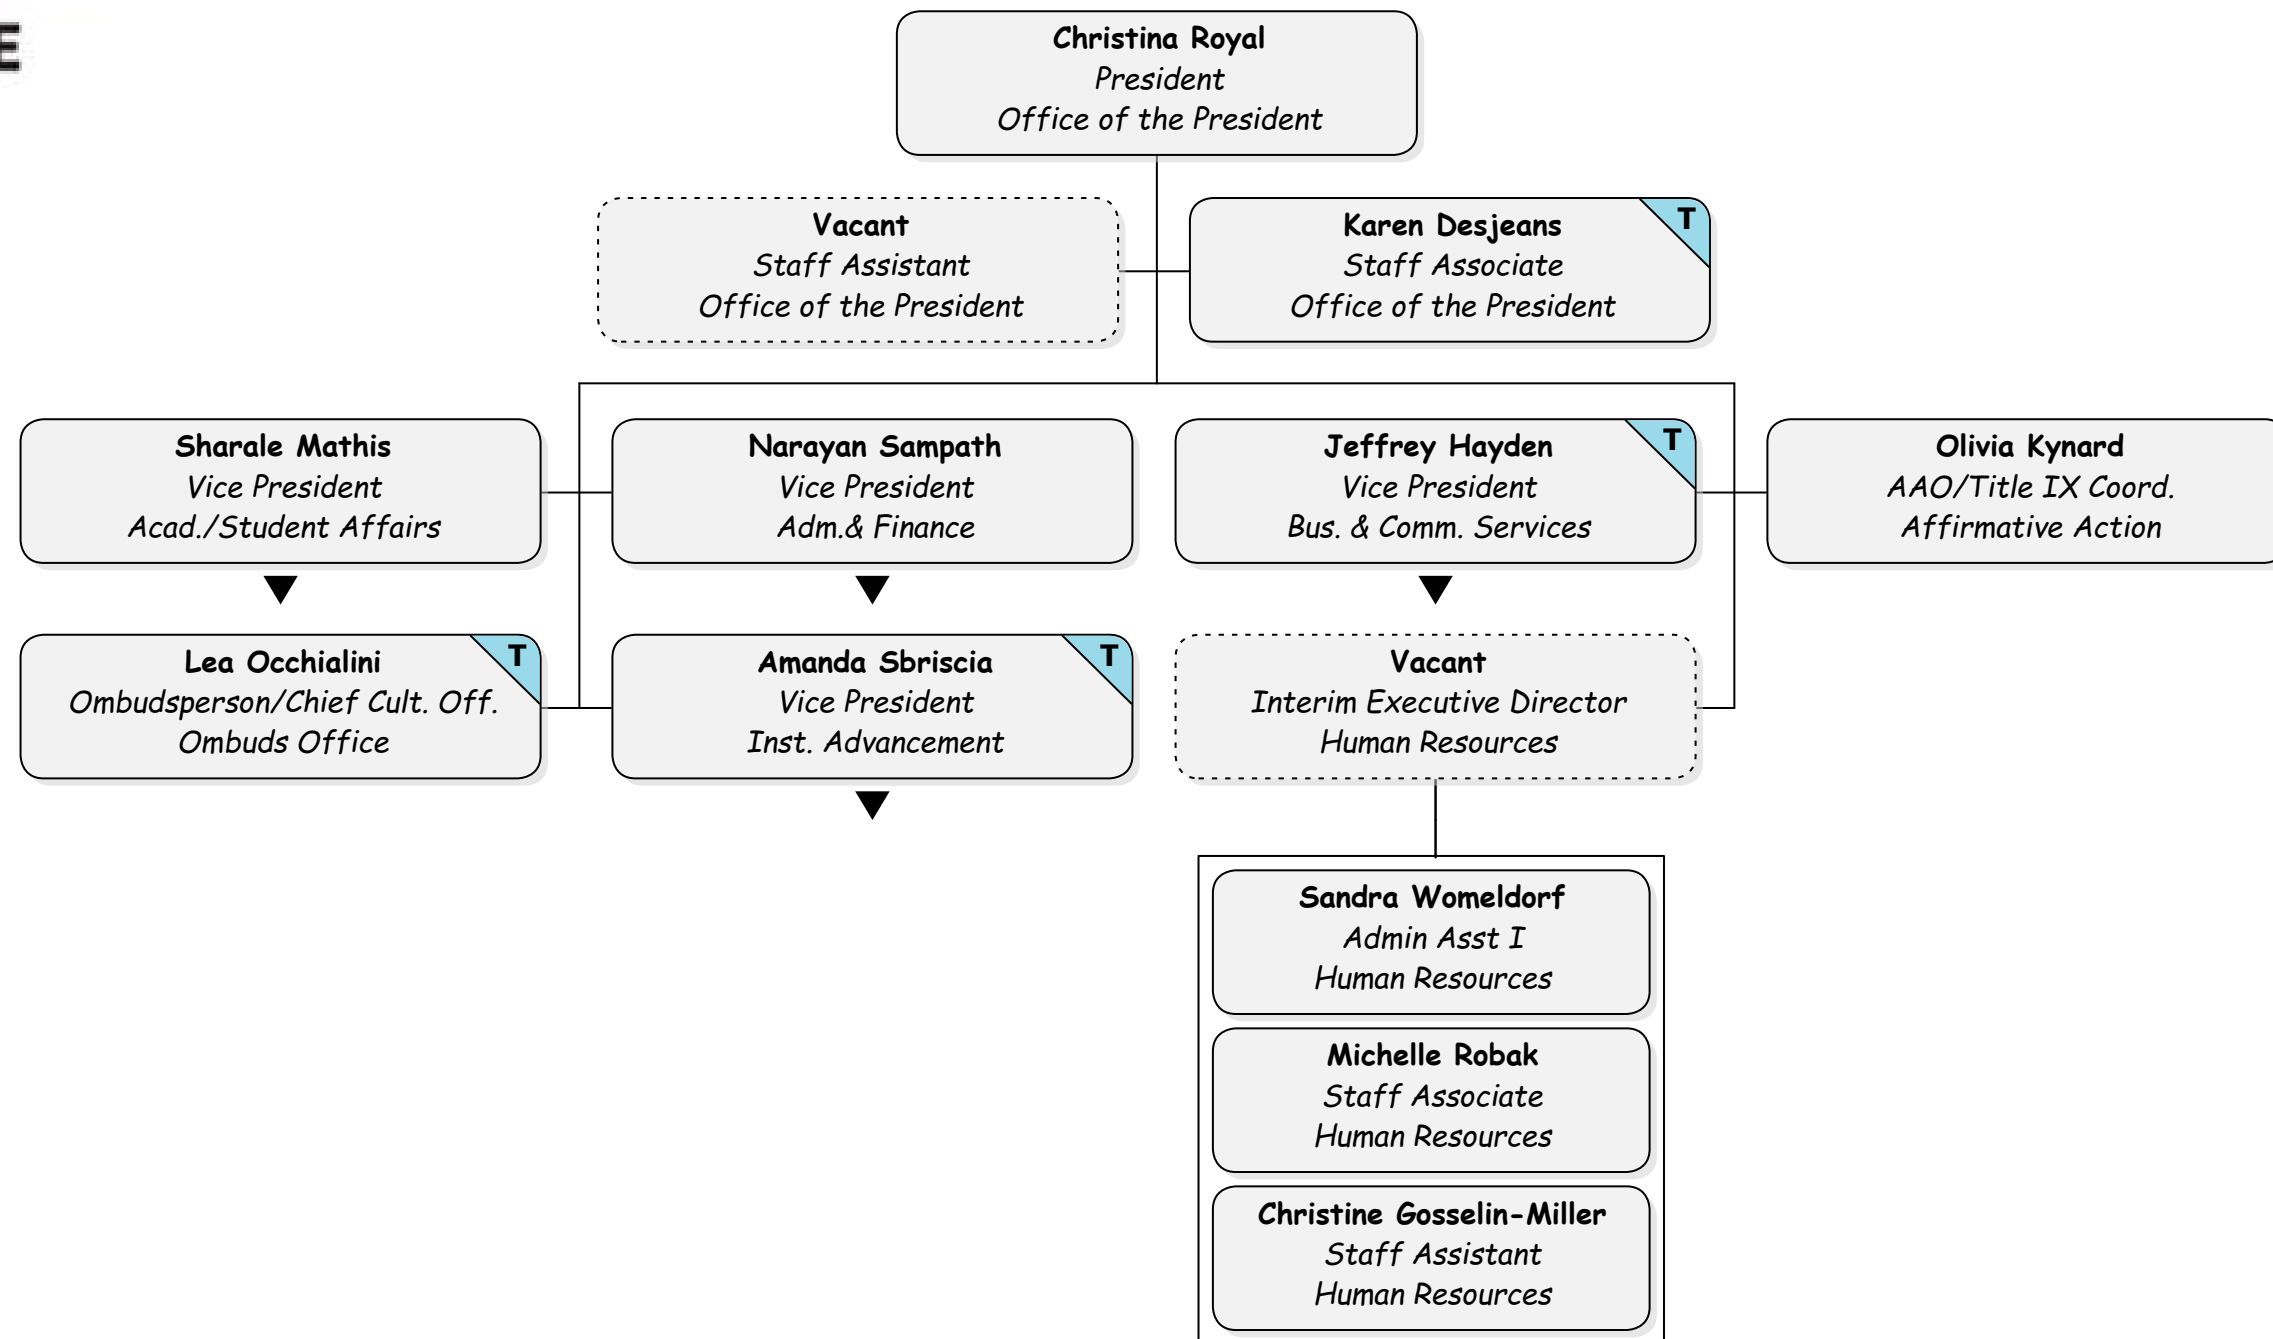 E
Christina Royal
President
Office of the President
Vacant
Staff Assistant
Office of the President
Karen Desjeans
Staff Associate
Office of the President
T
Sharale Mathis
Vice President
Acad./Student Affairs
Narayan Sampath
Vice President
Adm.& Finance
Jeffrey Hayden
Vice President
Bus. & Comm. Services
T
Olivia Kynard
AAO/Title IX Coord.
Affirmative Action
Lea Occhialini
Ombudsperson/Chief Cult. Off.
Ombuds Office
T
Amanda Sbriscia
Vice President
Inst. Advancement
T
Vacant
Interim Executive Director
Human Resources
Sandra Womeldorf
Admin Asst I
Human Resources
Michelle Robak
Staff Associate
Human Resources
Christine Gosselin-Miller
Staff Assistant
Human Resources